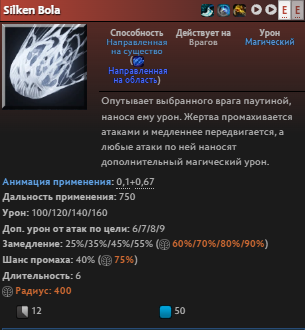 Silken Bola
E E
Способность
Направленная
на существо
(Направленная
на область)
Действует на
Врагов
Урон
Магический
Опутывает выбранного врага паутиной,
нанося ему урон. Жертва промахивается
атаками и медленнее передвигается, а
любые атаки по ней наносят
дополнительный магический урон.
Анимация применения: 0,1+0,67
Дальность применения: 750
Урон: 100/120/140/160
Доп. урон от атак по цели: 6/7/8/9
Замедление: 25%/35%/45%/55% ( 60%/70%/80%/90%)
Шанс промаха: 40% ( 75%)
Длительность: 6
Радиус: 400
12 50